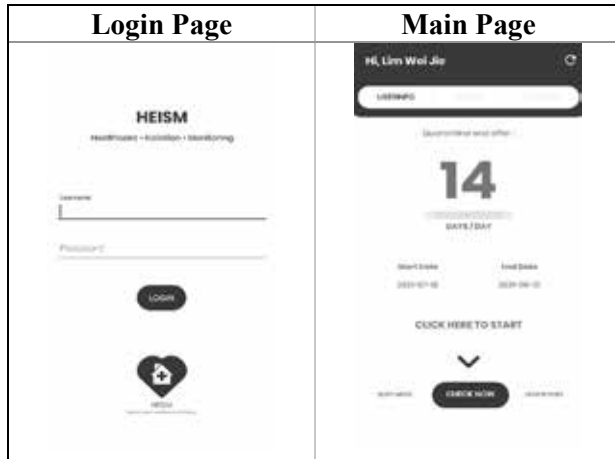 Login Page
Main Page
HEISM
Healthcare • Isolation • Monitoring
Username
Password
LOGIN
HEISM
Hi, Lim Wei Jie
USERINFO
Quarantine end after :
14
DAYS/DAY
Start Date
End Date
CLICK HERE TO START
CHECK NOW